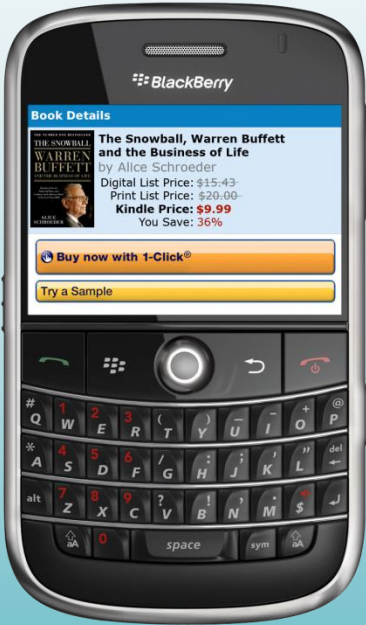 BlackBerry
Book Details
THE NUMBER ONE BESTSELLER
THE SNOWBALL
WARREN
BUFFETT
AND THE BUSINESS OF LIFE
ALICE
SCHROEDER
The Snowball, Warren Buffett
and the Business of Life
by Alice Schroeder
Digital List Price: $15.43
Print List Price: $20.00
Kindle Price: $9.99
You Save: 36%
Buy now with 1-Click®
Try a Sample
# 1 2 3 ( ) _ - + @
Q W E R T Y U I O P
* 4 5 6 / : ; ' " del
A S D F G H J K L
alt 7 8 9 ? ! , . $
Z X C V B N M
aA 0 space sym aA